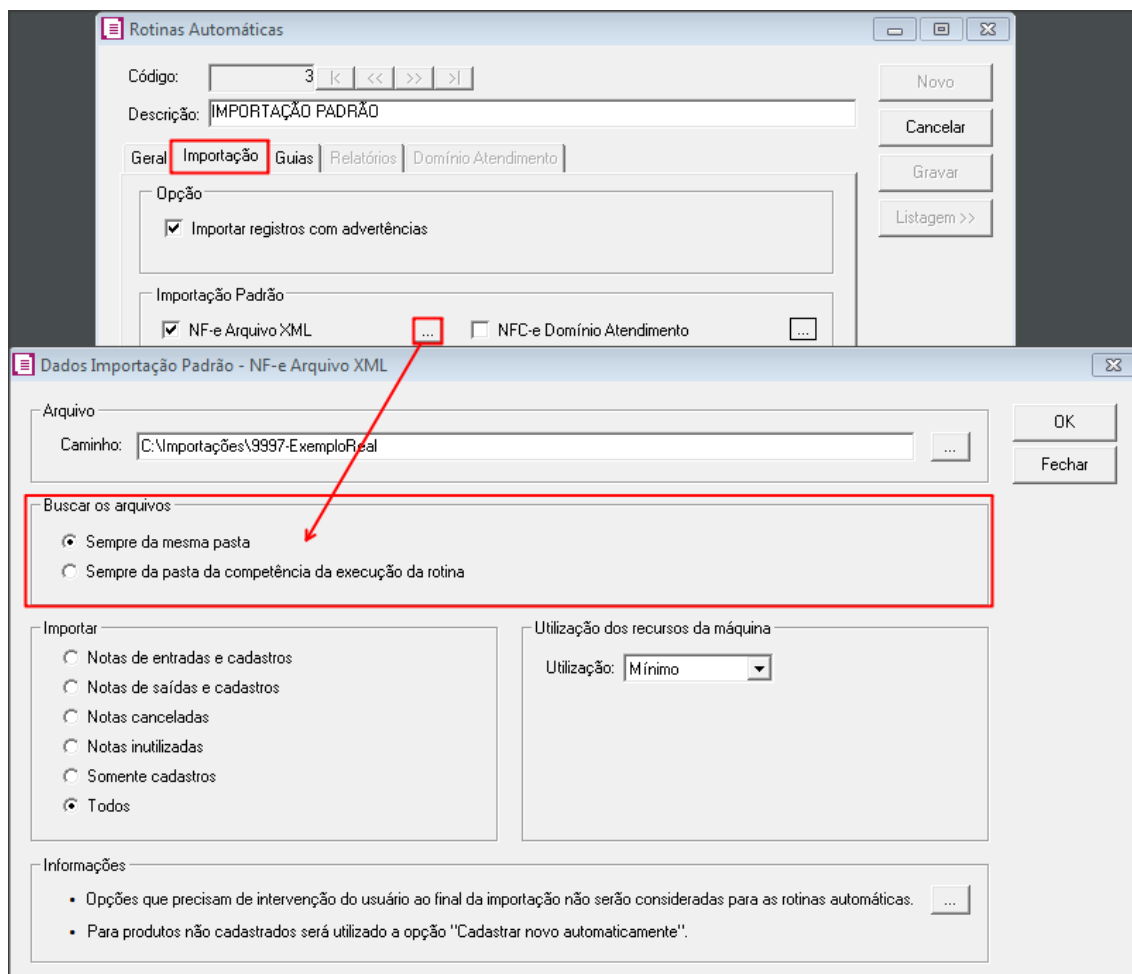 Rotinas Automáticas
Código: 3 |< << >> >|
Novo
Descrição: IMPORTAÇÃO PADRÃO
Cancelar
Geral Importação Guias Relatórios Domínio Atendimento
Gravar
Opção
Listagem >>
Importar registros com advertências
Importação Padrão
NF-e Arquivo XML ... NFC-e Domínio Atendimento ...
Dados Importação Padrão - NF-e Arquivo XML
Arquivo
OK
Caminho: C:\Importações\9997-ExemploReal ...
Fechar
Buscar os arquivos
Sempre da mesma pasta
Sempre da pasta da competência da execução da rotina
Importar
Notas de entradas e cadastros
Notas de saídas e cadastros
Notas canceladas
Notas inutilizadas
Somente cadastros
Todos
Utilização dos recursos da máquina
Utilização: Mínimo
Informações
• Opções que precisam de intervenção do usuário ao final da importação não serão consideradas para as rotinas automáticas. ...
• Para produtos não cadastrados será utilizado a opção "Cadastrar novo automaticamente".